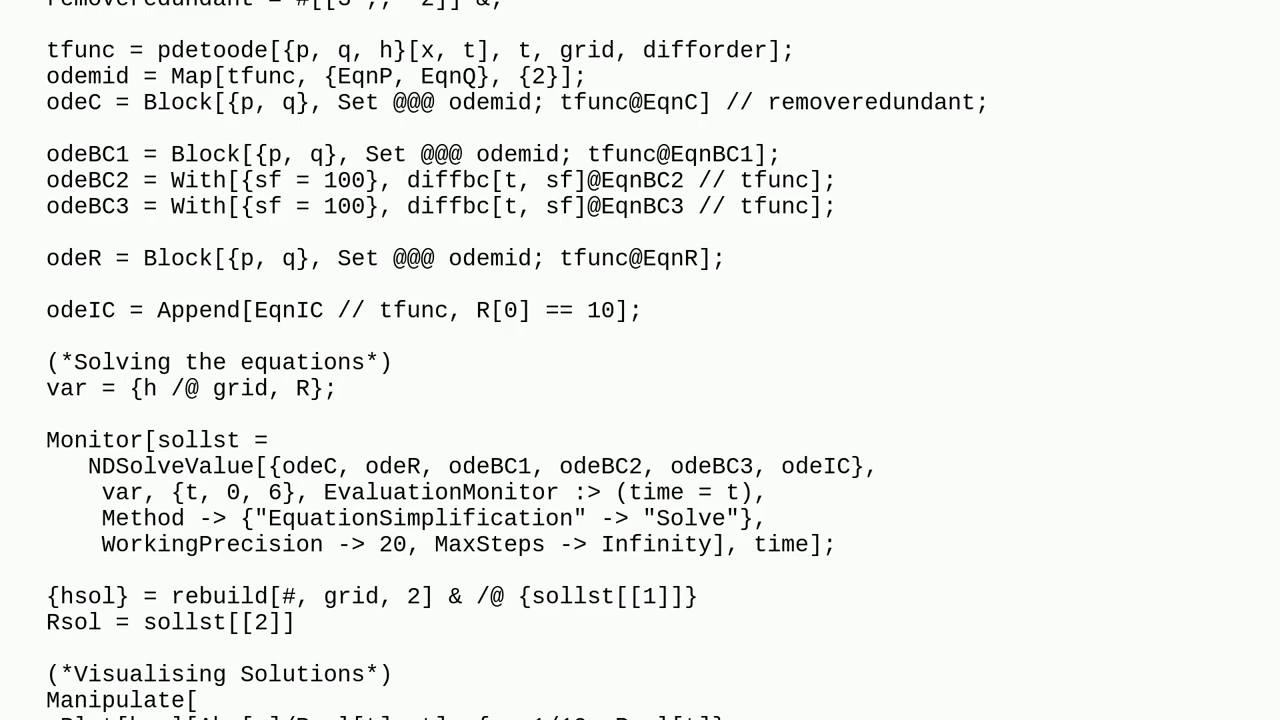 removeredundant = #[[3 ;; -2]] &;
tfunc = pdetoode[{p, q, h}[x, t], t, grid, difforder];
odemid = Map[tfunc, {EqnP, EqnQ}, {2}];
odeC = Block[{p, q}, Set @@@ odemid; tfunc@EqnC] // removeredundant;
odeBC1 = Block[{p, q}, Set @@@ odemid; tfunc@EqnBC1];
odeBC2 = With[{sf = 100}, diffbc[t, sf]@EqnBC2 // tfunc];
odeBC3 = With[{sf = 100}, diffbc[t, sf]@EqnBC3 // tfunc];
odeR = Block[{p, q}, Set @@@ odemid; tfunc@EqnR];
odeIC = Append[EqnIC // tfunc, R[0] == 10];
(*Solving the equations*)
var = {h /@ grid, R};
Monitor[sollst =
NDSolveValue[{odeC, odeR, odeBC1, odeBC2, odeBC3, odeIC},
var, {t, 0, 6}, EvaluationMonitor :> (time = t),
Method -> {"EquationSimplification" -> "Solve"},
WorkingPrecision -> 20, MaxSteps -> Infinity], time];
{hsol} = rebuild[#, grid, 2] & /@ {sollst[[1]]}
Rsol = sollst[[2]]
(*Visualising Solutions*)
Manipulate[